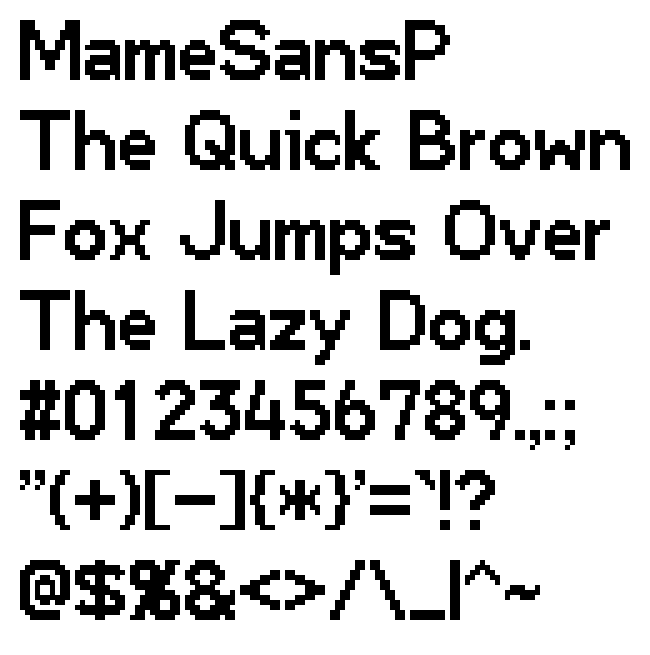 MameSansP
The Quick Brown
Fox Jumps Over
The Lazy Dog.
#0123456789.,:;
"(+)[-]{*}'=`!?
@$%&<>/\_|^~